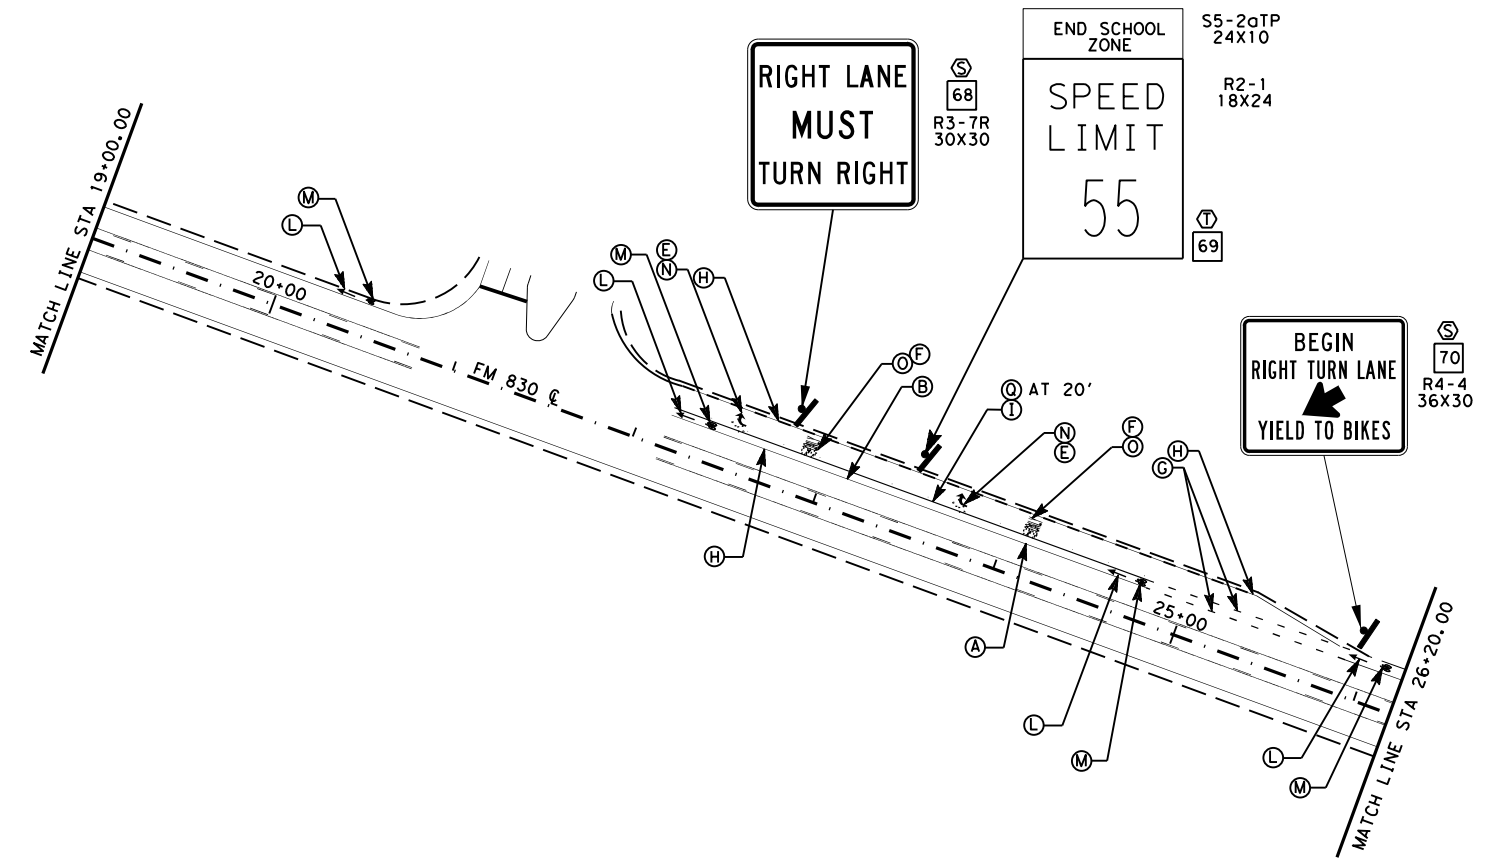 END SCHOOL
ZONE
S5-2aTP
24X10
SPEED
LIMIT
55
R2-1
18X24
T
69
RIGHT LANE
MUST
TURN RIGHT
S
68
R3-7R
30X30
MATCH LINE STA 19+00.00
M
L
20+00
FM 830 ℄
M
E
N
H
L
F
O
B
Q AT 20'
I
N
E
F
O
H
G
BEGIN
RIGHT TURN LANE
YIELD TO BIKES
S
70
R4-4
36X30
H
A
25+00
L
M
L
M
MATCH LINE STA 26+20.00